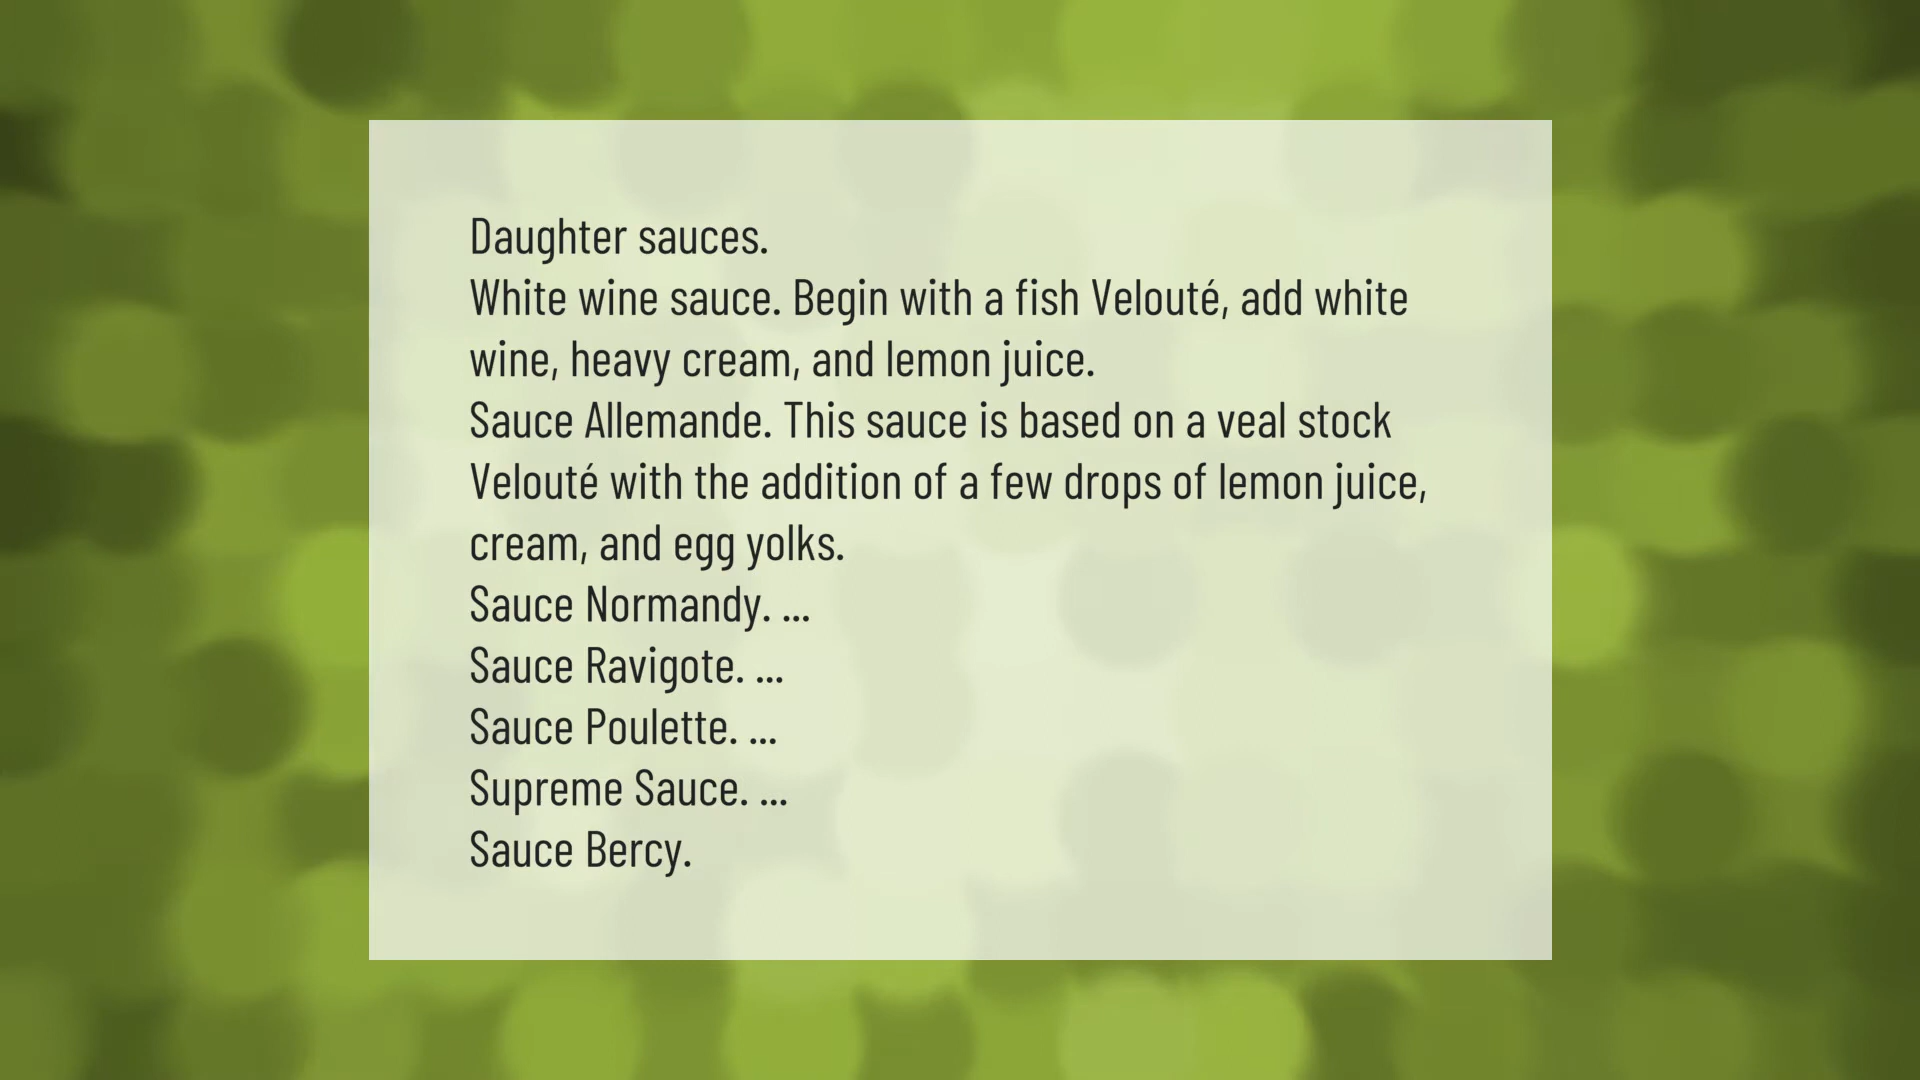 Daughter sauces.
White wine sauce. Begin with a fish Velouté, add white
wine, heavy cream, and lemon juice.
Sauce Allemande. This sauce is based on a veal stock
Velouté with the addition of a few drops of lemon juice,
cream, and egg yolks.
Sauce Normandy. ...
Sauce Ravigote. ...
Sauce Poulette. ...
Supreme Sauce. ...
Sauce Bercy.